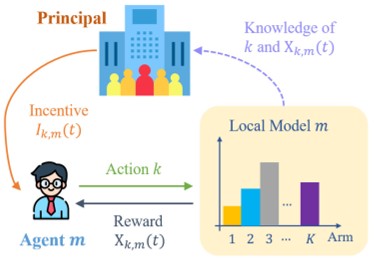 Principal
Knowledge of
k and X_{k,m}(t)
Incentive
I_{k,m}(t)
Local Model m
Action k
Reward
X_{k,m}(t)
Agent m
1 2 3 ... K Arm
...